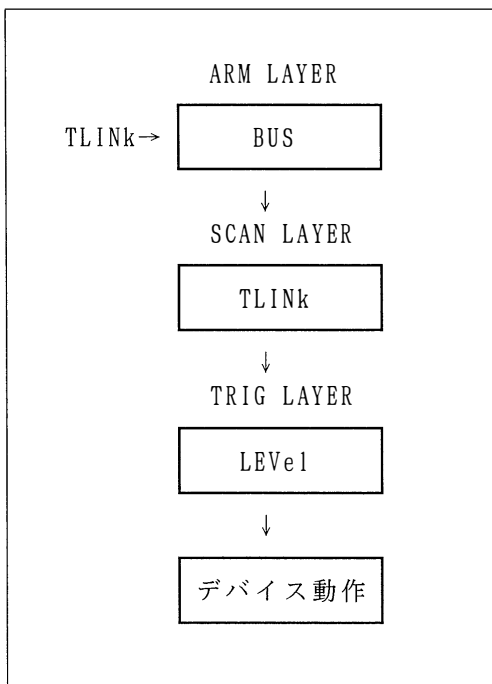 ARM LAYER
TLINk→ BUS
↓
SCAN LAYER
TLINk
↓
TRIG LAYER
LEVel
↓
デバイス動作